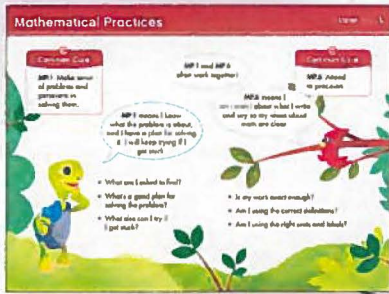 Mathematical Practices
Common Core
MP.1 Make sense
of problems and
persevere in
solving them.
MP.1 and MP.6
often work together!
Common Core
MP.6 Attend
to precision
MP.1 means I know
what the problem is about,
and I have a plan for solving
it. I will keep trying if I
get stuck
MP.6 means I
am careful about what I write
and say so my ideas about
math are clear
• What am I asked to find?
• What's a good plan for
solving the problem?
• What else can I try if
I get stuck?
• Is my work exact enough?
• Am I using the correct definitions?
• Am I using the right units and labels?